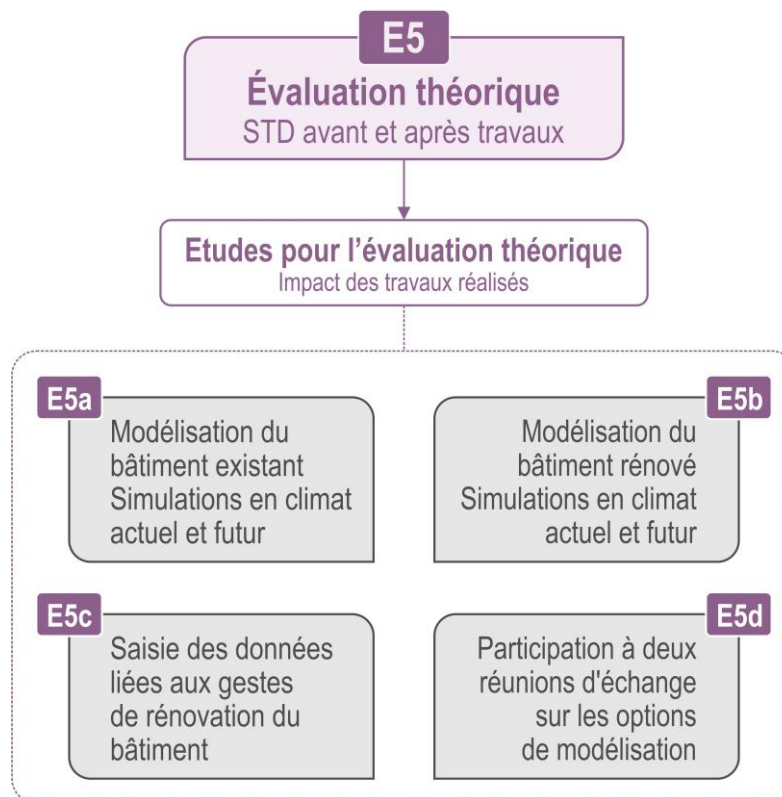 E5
Évaluation théorique
STD avant et après travaux
Etudes pour l'évaluation théorique
Impact des travaux réalisés
E5a
Modélisation du
bâtiment existant
Simulations en climat
actuel et futur
E5b
Modélisation du
bâtiment rénové
Simulations en climat
actuel et futur
E5c
Saisie des données
liées aux gestes
de rénovation du
bâtiment
E5d
Participation à deux
réunions d'échange
sur les options
de modélisation